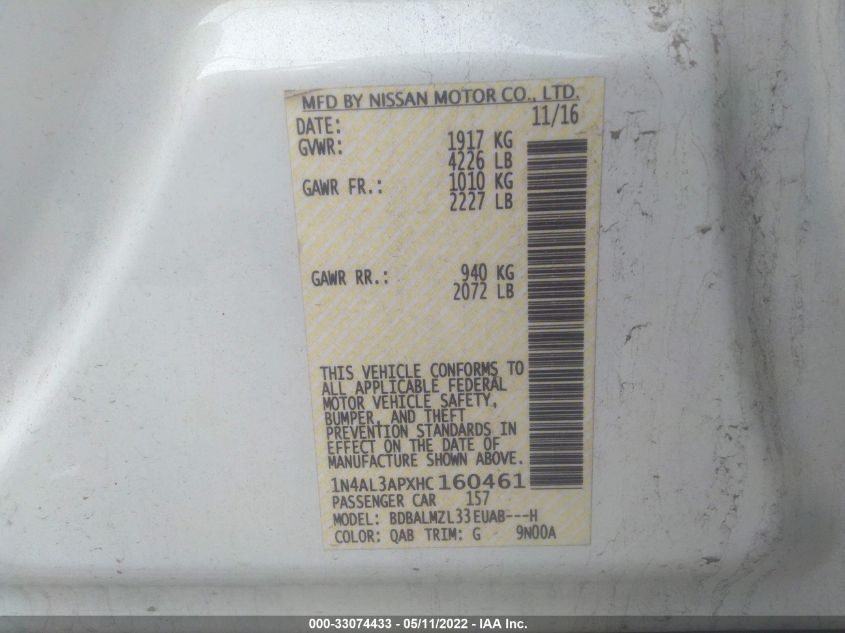 MFD BY NISSAN MOTOR CO., LTD.
DATE: 11/16
GVWR: 1917 KG
4226 LB
GAWR FR.: 1010 KG
2227 LB
GAWR RR.: 940 KG
2072 LB
THIS VEHICLE CONFORMS TO
ALL APPLICABLE FEDERAL
MOTOR VEHICLE SAFETY,
BUMPER, AND THEFT
PREVENTION STANDARDS IN
EFFECT ON THE DATE OF
MANUFACTURE SHOWN ABOVE.
1N4AL3APXHC160461
PASSENGER CAR 157
MODEL: BDBALMZL33EUAB---H
COLOR: QAB TRIM: G 9N00A
000-33074433 - 05/11/2022 - IAA Inc.